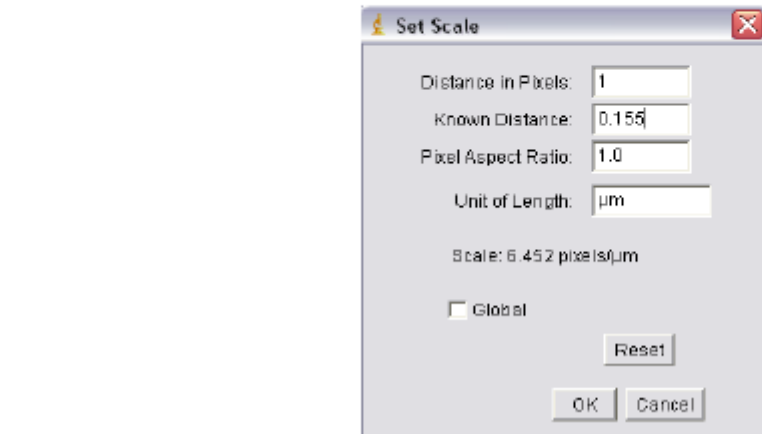 Set Scale
Distance in Pixels: 1
Known Distance: 0.155
Pixel Aspect Ratio: 1.0
Unit of Length: µm
Scale: 6.452 pixels/µm
Global
Reset
OK Cancel